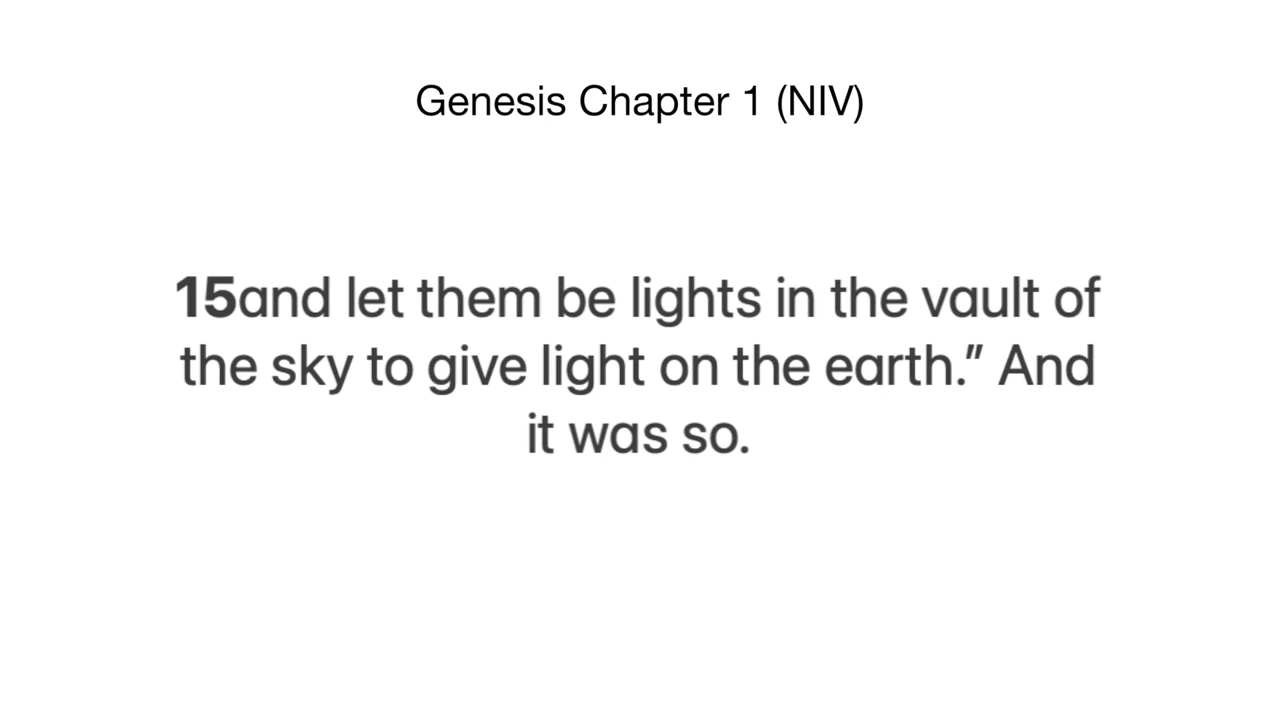 Genesis Chapter 1 (NIV)
15and let them be lights in the vault of
the sky to give light on the earth.” And
it was so.